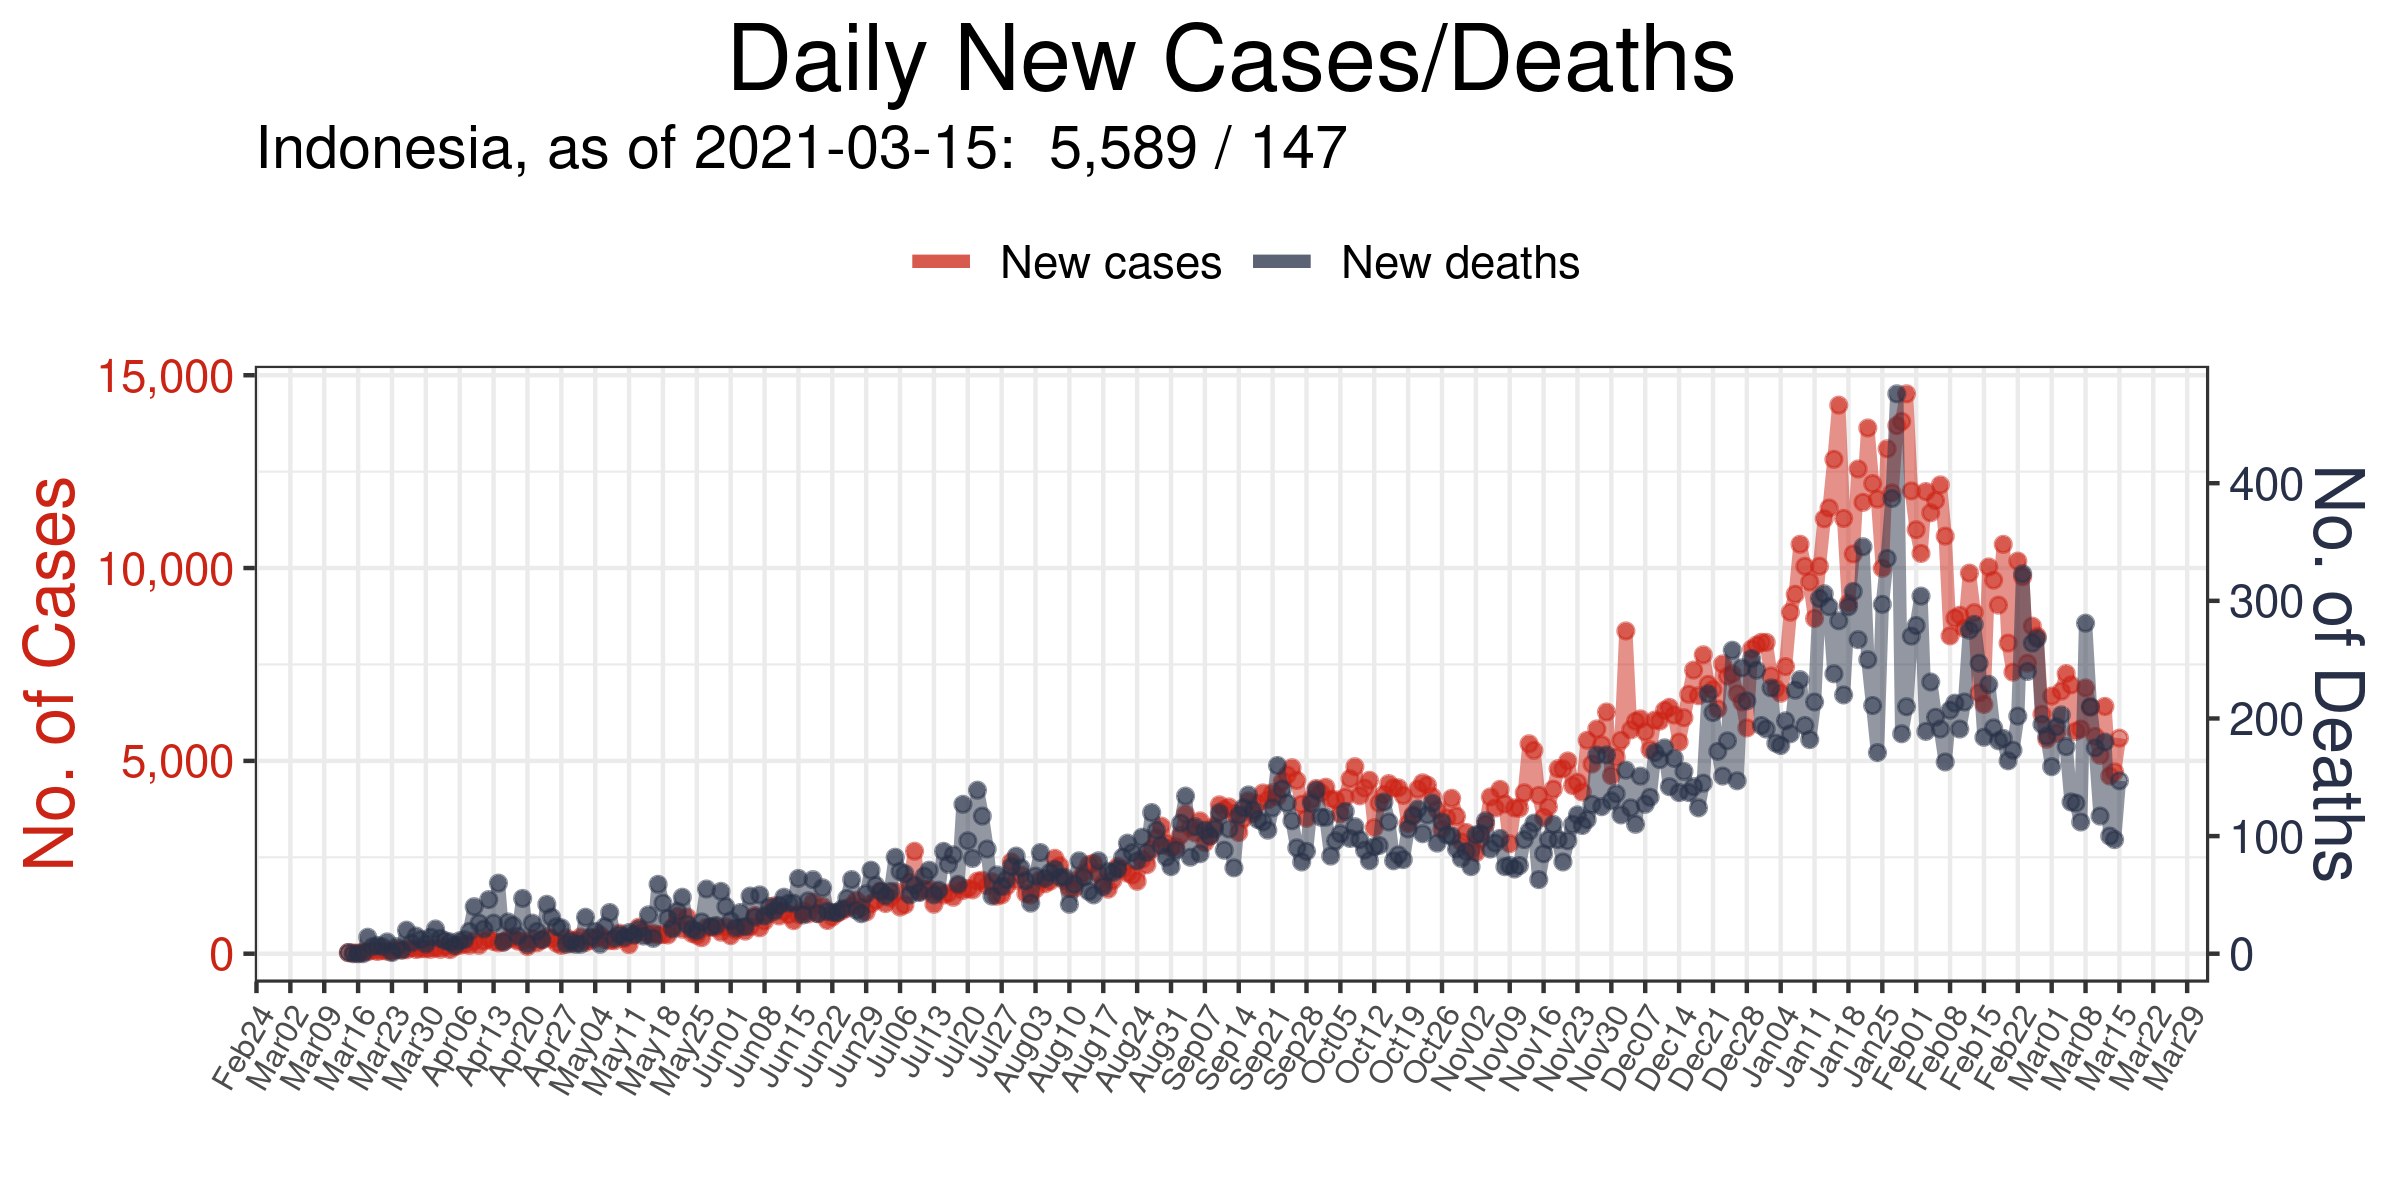 Daily New Cases/Deaths
Indonesia, as of 2021-03-15:  5,589 / 147
New cases
New deaths
No. of Cases
15,000
10,000
5,000
0
400
300
200
100
0
No. of Deaths
Feb24
Mar02
Mar09
Mar16
Mar23
Mar30
Apr06
Apr13
Apr20
Apr27
May04
May11
May18
May25
Jun01
Jun08
Jun15
Jun22
Jun29
Jul06
Jul13
Jul20
Jul27
Aug03
Aug10
Aug17
Aug24
Aug31
Sep07
Sep14
Sep21
Sep28
Oct05
Oct12
Oct19
Oct26
Nov02
Nov09
Nov16
Nov23
Nov30
Dec07
Dec14
Dec21
Dec28
Jan04
Jan11
Jan18
Jan25
Feb01
Feb08
Feb15
Feb22
Mar01
Mar08
Mar15
Mar22
Mar29